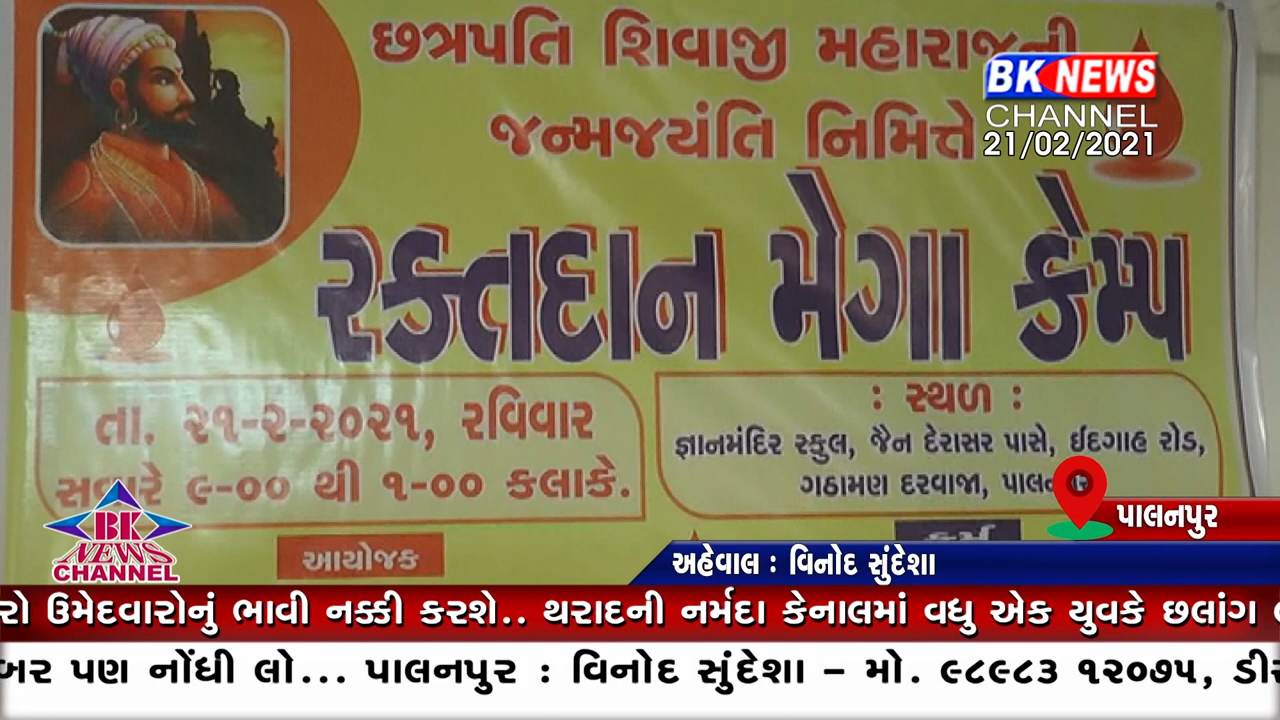 છત્રપતિ શિવાજી મહારાજની
જન્મજયંતિ નિમિત્તે
BK NEWS
CHANNEL
21/02/2021
રક્તદાન મેગા કેમ્પ
તા. ૨૧-૨-૨૦૨૧, રવિવાર
સવારે ૯-૦૦ થી ૧-૦૦ કલાકે.
: સ્થળ :
જ્ઞાનમંદિર સ્કુલ, જૈન દેરાસર પાસે, ઈદગાહ રોડ,
ગઠામણ દરવાજા, પાલનપુર
પાલનપુર
આયોજક
અહેવાલ : વિનોદ સુંદેશા
BK
NEWS
CHANNEL
રો ઉમેદવારોનું ભાવી નક્કી કરશે.. થરાદની નર્મદા કેનાલમાં વધુ એક યુવકે છલાંગ
બર પણ નોંધી લો... પાલનપુર : વિનોદ સુંદેશા – મો. ૯૮૯૮૩ ૧૨૦૭૫, ડીસ